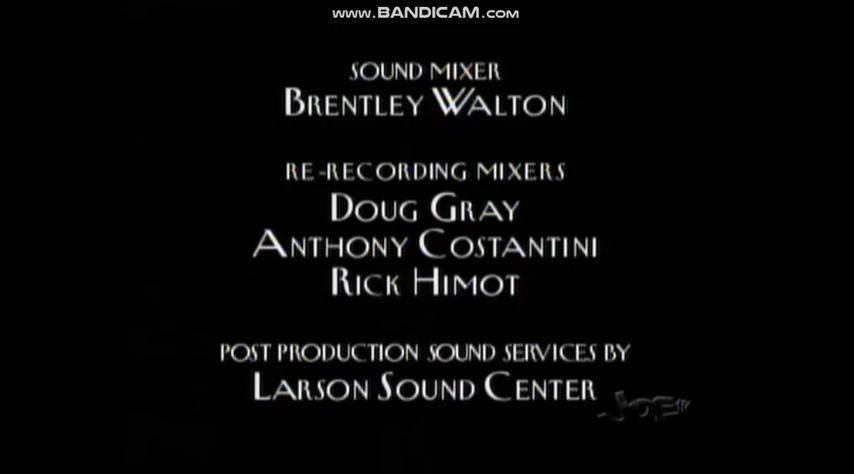 www.BANDICAM.com
SOUND MIXER
BRENTLEY WALTON
RE-RECORDING MIXERS
DOUG GRAY
ANTHONY COSTANTINI
RICK HIMOT
POST PRODUCTION SOUND SERVICES BY
LARSON SOUND CENTER